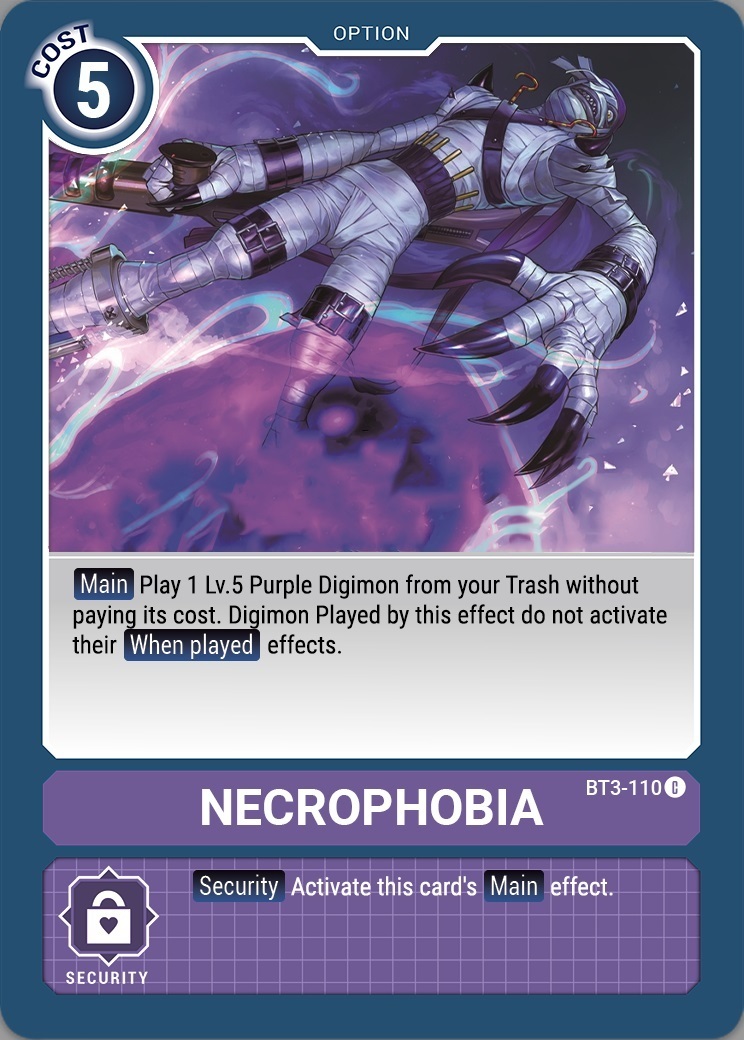 OPTION
COST
5
Main Play 1 Lv.5 Purple Digimon from your Trash without
paying its cost. Digimon Played by this effect do not activate
their When played effects.
BT3-110 C
NECROPHOBIA
Security Activate this card's Main effect.
SECURITY